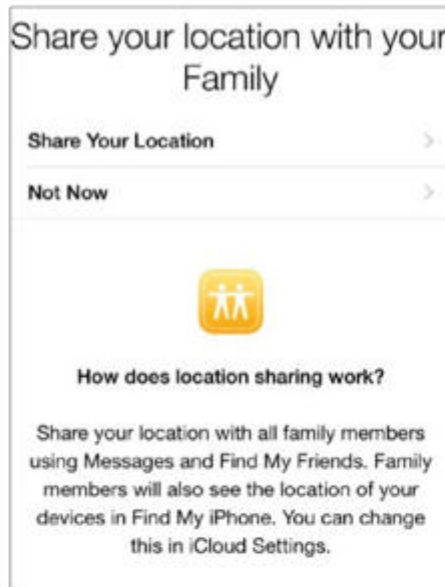 Share your location with your
Family
Share Your Location
Not Now
How does location sharing work?
Share your location with all family members
using Messages and Find My Friends. Family
members will also see the location of your
devices in Find My iPhone. You can change
this in iCloud Settings.